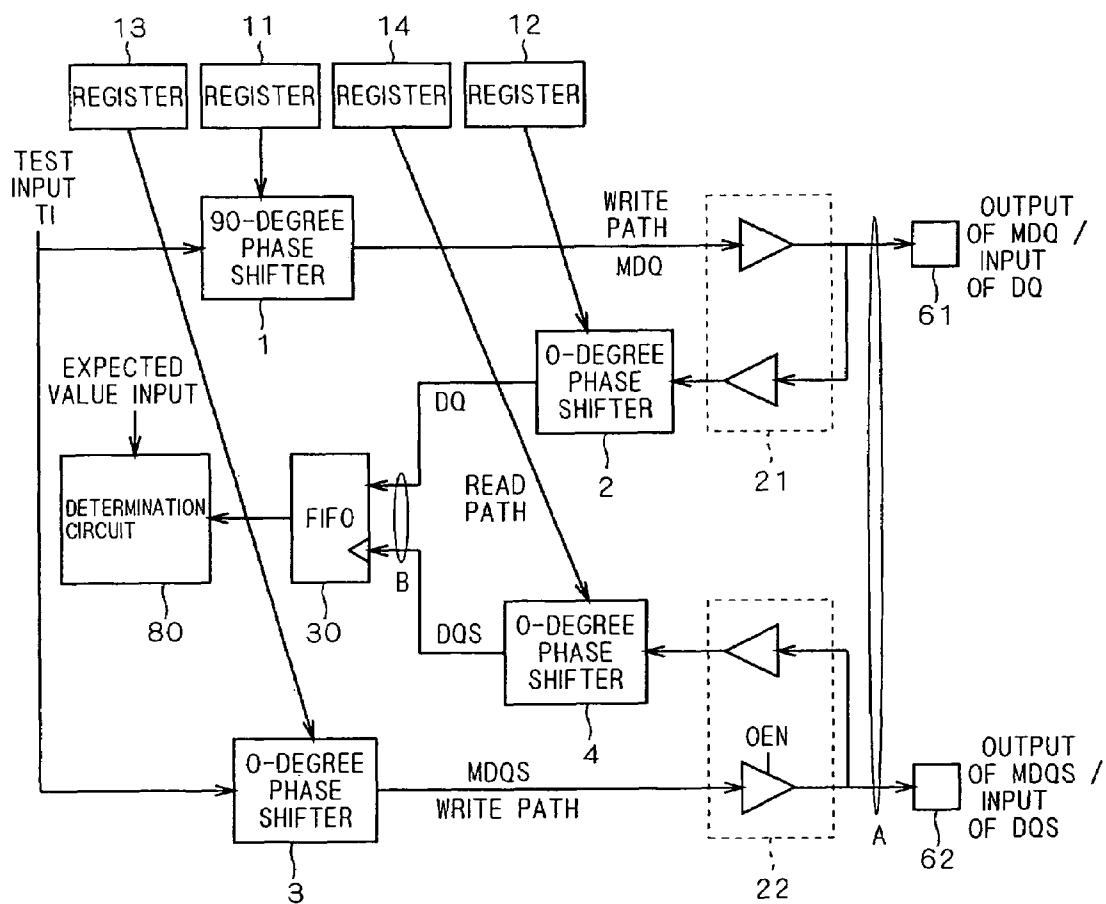 13
11
14
12
REGISTER
REGISTER
REGISTER
REGISTER
TEST
INPUT
TI
90-DEGREE
PHASE
SHIFTER
1
WRITE
PATH
MDQ
OUTPUT
OF MDQ /
INPUT
OF DQ
61
EXPECTED
VALUE INPUT
DQ
0-DEGREE
PHASE
SHIFTER
2
21
DETERMINATION
CIRCUIT
80
FIFO
30
B
READ
PATH
DQS
0-DEGREE
PHASE
SHIFTER
4
0-DEGREE
PHASE
SHIFTER
3
MDQS
WRITE PATH
OEN
22
A
OUTPUT
OF MDQS /
INPUT
OF DQS
62